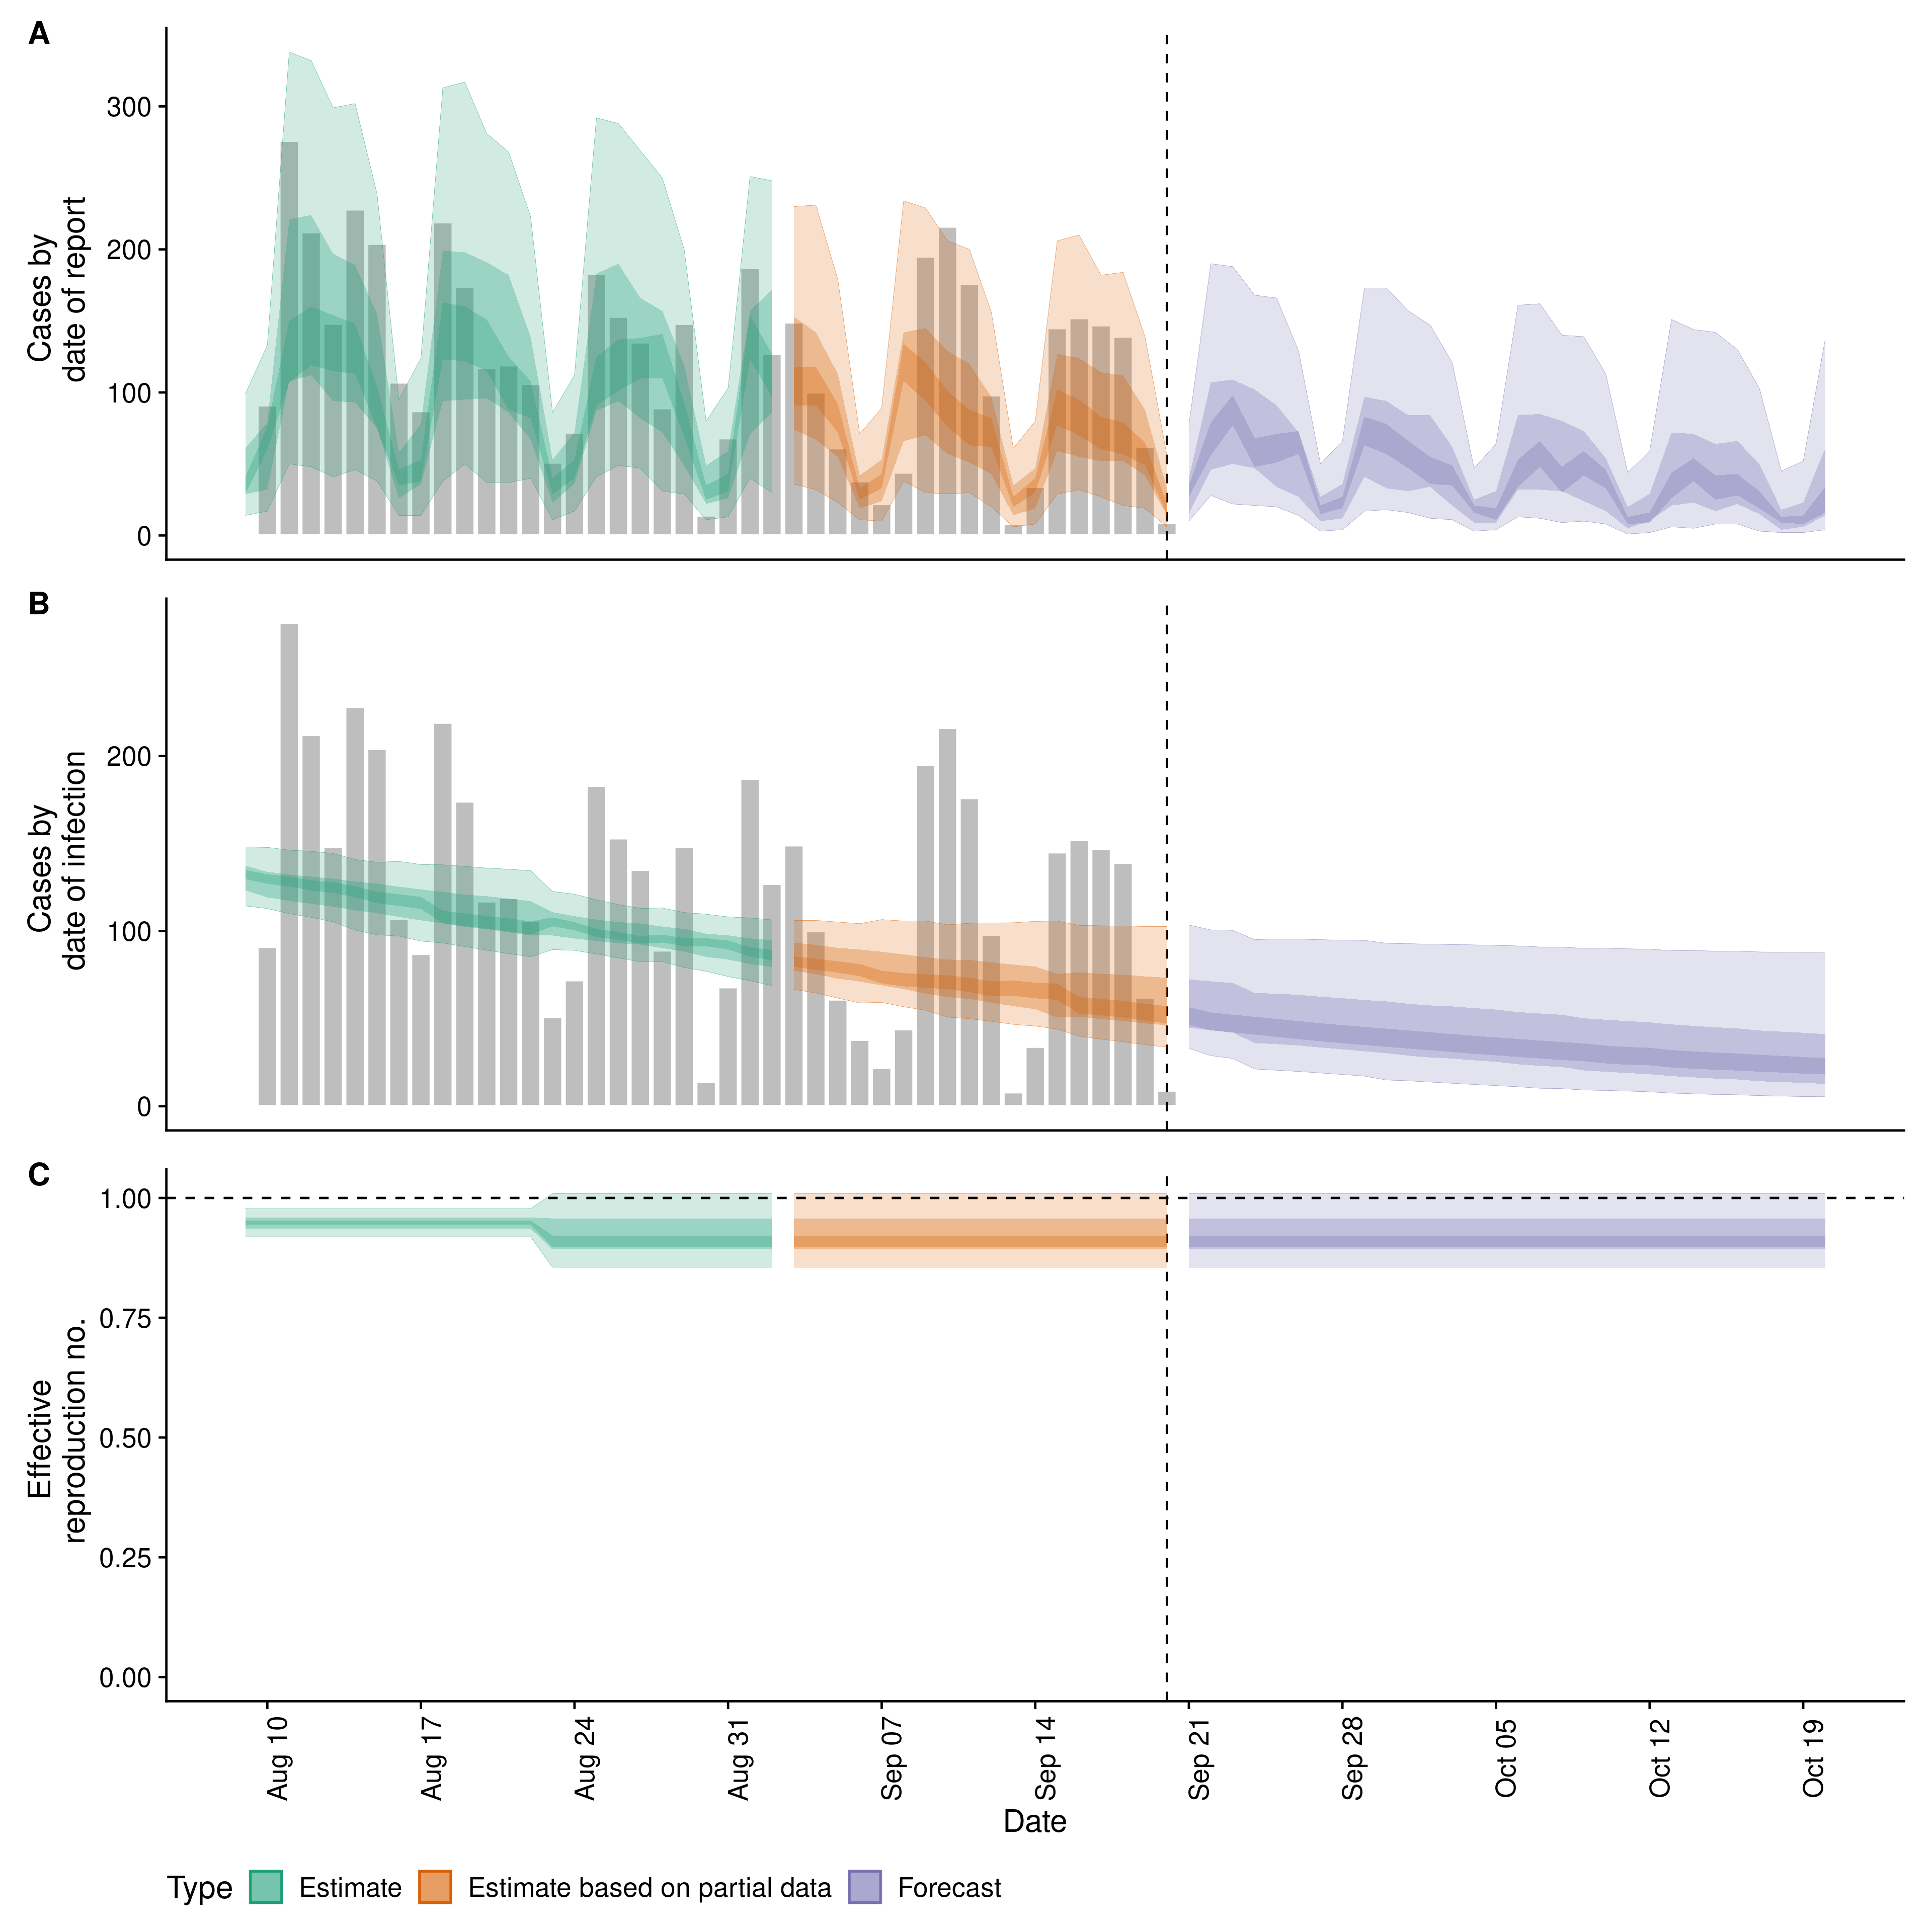 A
Cases by
date of report
300
200
100
0
B
Cases by
date of infection
200
100
0
C
Effective
reproduction no.
1.00
0.75
0.50
0.25
0.00
Aug 10
Aug 17
Aug 24
Aug 31
Sep 07
Sep 14
Sep 21
Sep 28
Oct 05
Oct 12
Oct 19
Date
Type Estimate Estimate based on partial data Forecast